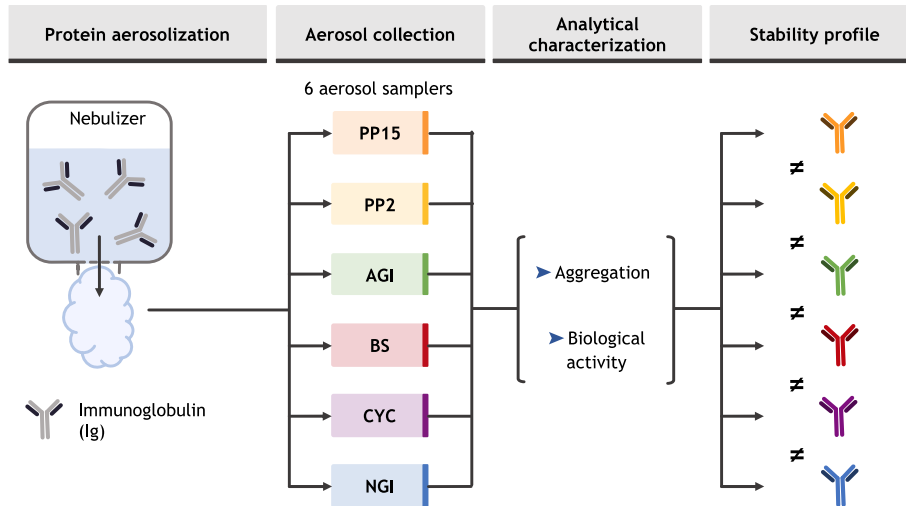 Protein aerosolization
Aerosol collection
Analytical
characterization
Stability profile
6 aerosol samplers
Nebulizer
PP15
PP2
AGI
BS
CYC
NGI
Aggregation
Biological
activity
≠
≠
≠
≠
≠
Immunoglobulin
(Ig)